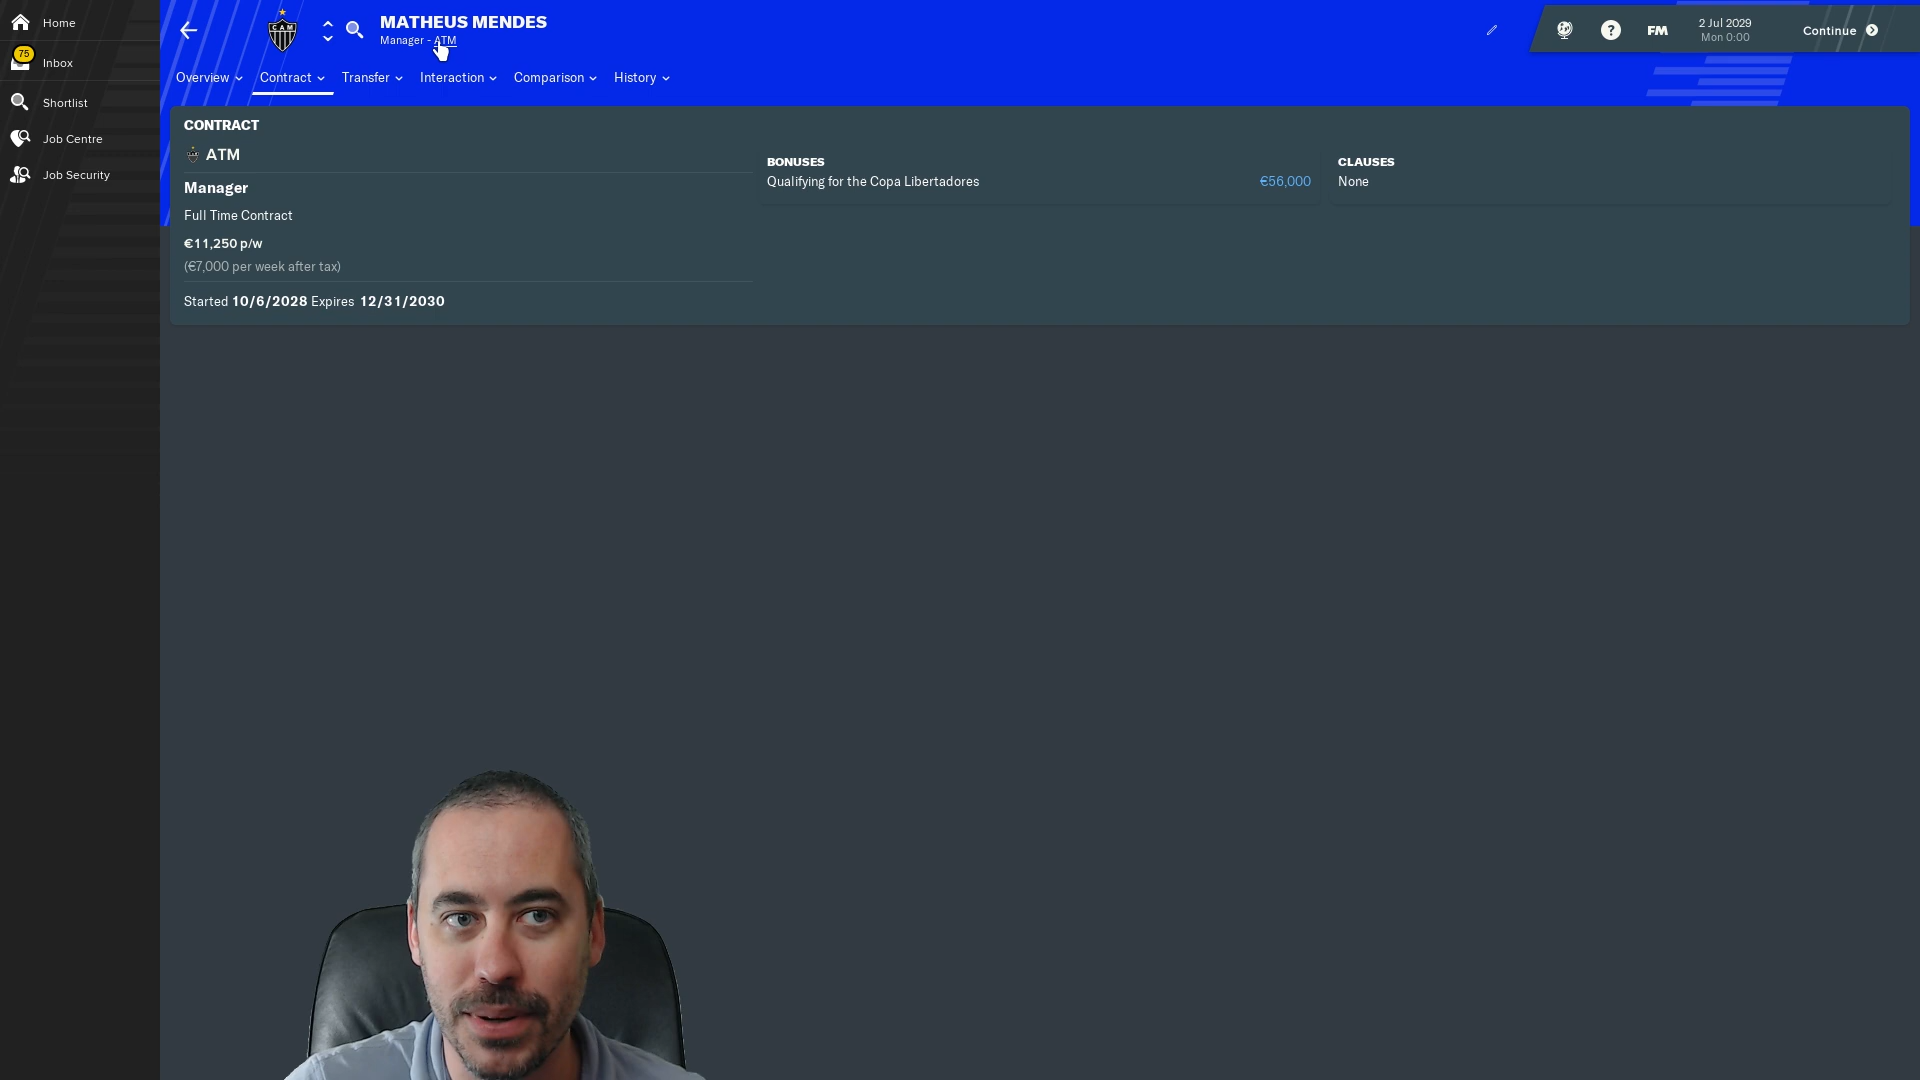 Home
75
Inbox
Shortlist
Job Centre
Job Security
CAM
MATHEUS MENDES
Manager - ATM
FM
2 Jul 2029
Mon 0:00
Continue
Overview
Contract
Transfer
Interaction
Comparison
History
CONTRACT
ATM
Manager
Full Time Contract
€11,250 p/w
(€7,000 per week after tax)
Started 10/6/2028 Expires 12/31/2030
BONUSES
Qualifying for the Copa Libertadores €56,000
CLAUSES
None